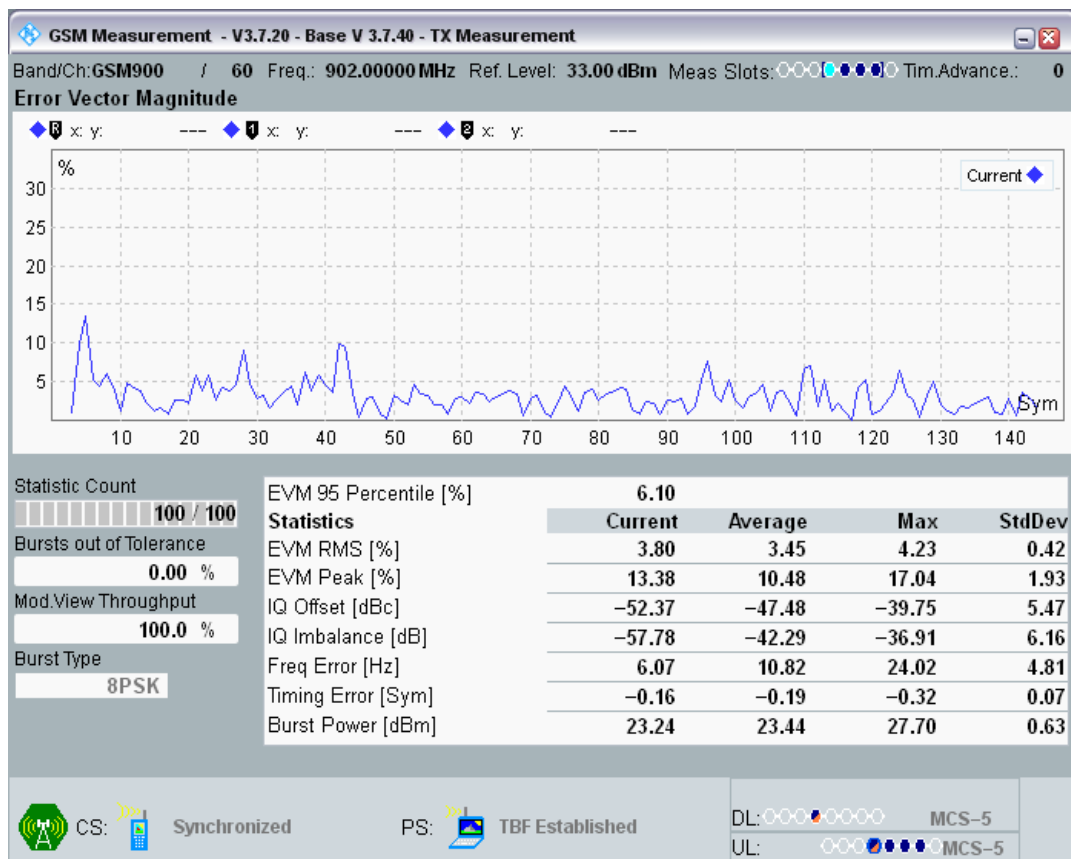 GSM Measurement - V3.7.20 - Base V 3.7.40 - TX Measurement
Band/Ch:GSM900 / 60 Freq.: 902.00000 MHz Ref. Level: 33.00 dBm Meas Slots: Tim.Advance.: 0
Error Vector Magnitude
R x: y: --- 1 x: y: --- 2 x: y: ---
%
Current
30
25
20
15
10
5
Sym
10 20 30 40 50 60 70 80 90 100 110 120 130 140
Statistic Count
100 / 100
Bursts out of Tolerance
0.00 %
Mod.View Throughput
100.0 %
Burst Type
8PSK
EVM 95 Percentile [%] 6.10
Statistics Current Average Max StdDev
EVM RMS [%] 3.80 3.45 4.23 0.42
EVM Peak [%] 13.38 10.48 17.04 1.93
IQ Offset [dBc] −52.37 −47.48 −39.75 5.47
IQ Imbalance [dB] −57.78 −42.29 −36.91 6.16
Freq Error [Hz] 6.07 10.82 24.02 4.81
Timing Error [Sym] −0.16 −0.19 −0.32 0.07
Burst Power [dBm] 23.24 23.44 27.70 0.63
CS: Synchronized PS: TBF Established
DL: MCS−5
UL: MCS−5